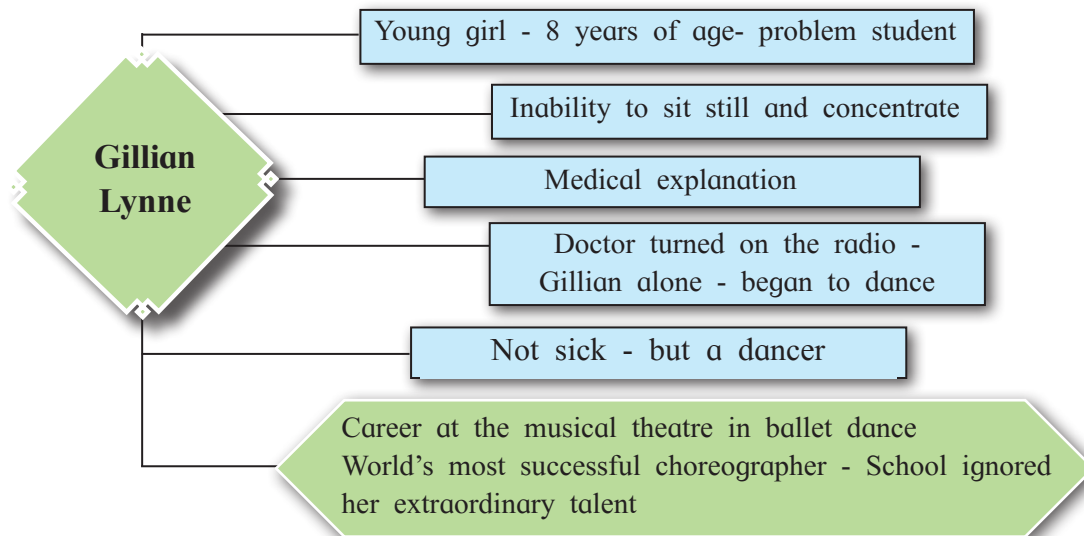 Young girl - 8 years of age- problem student
Inability to sit still and concentrate
Gillian
Lynne
Medical explanation
Doctor turned on the radio -
Gillian alone - began to dance
Not sick - but a dancer
Career at the musical theatre in ballet dance
World's most successful choreographer - School ignored
her extraordinary talent